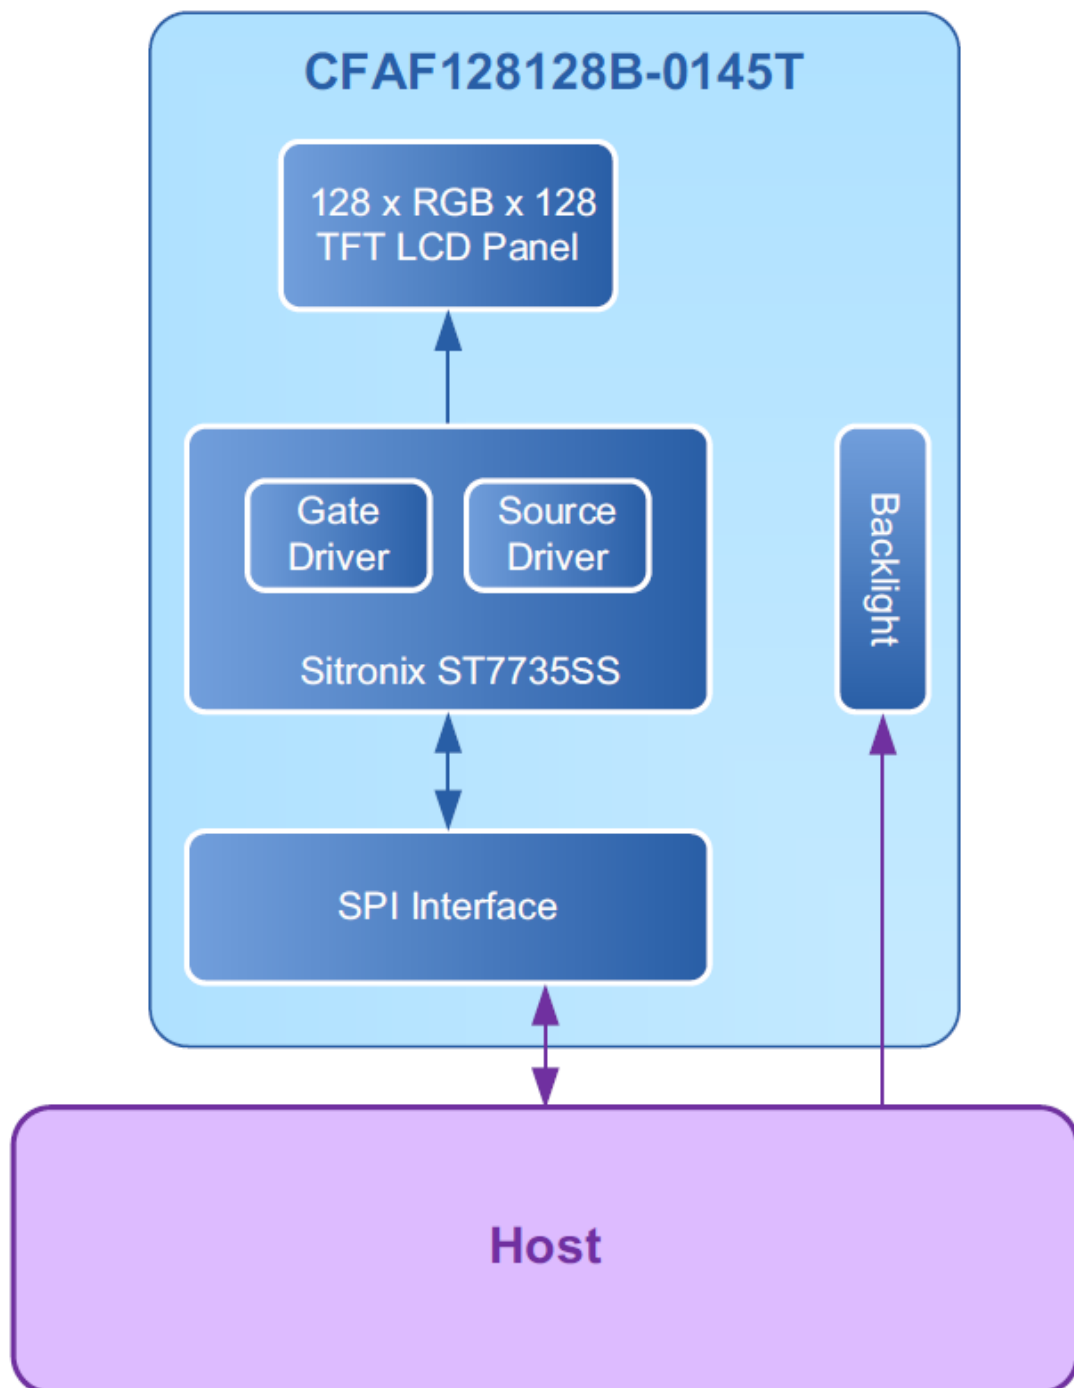 CFAF128128B-0145T
128 x RGB x 128
TFT LCD Panel
Gate
Driver
Source
Driver
Sitronix ST7735SS
Backlight
SPI Interface
Host